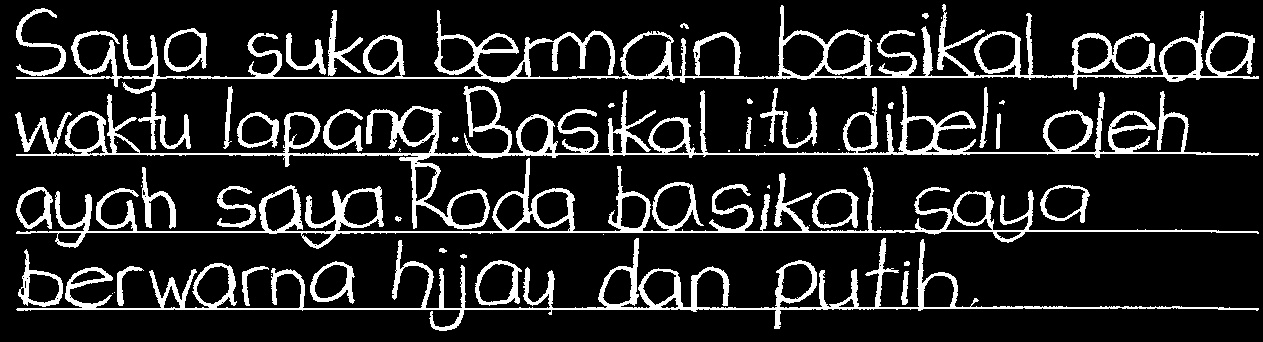 Saya suka bermain basikal pada
waktu lapang.Basikal itu dibeli oleh
ayah saya.Roda basikal saya
berwarna hijau dan putih.